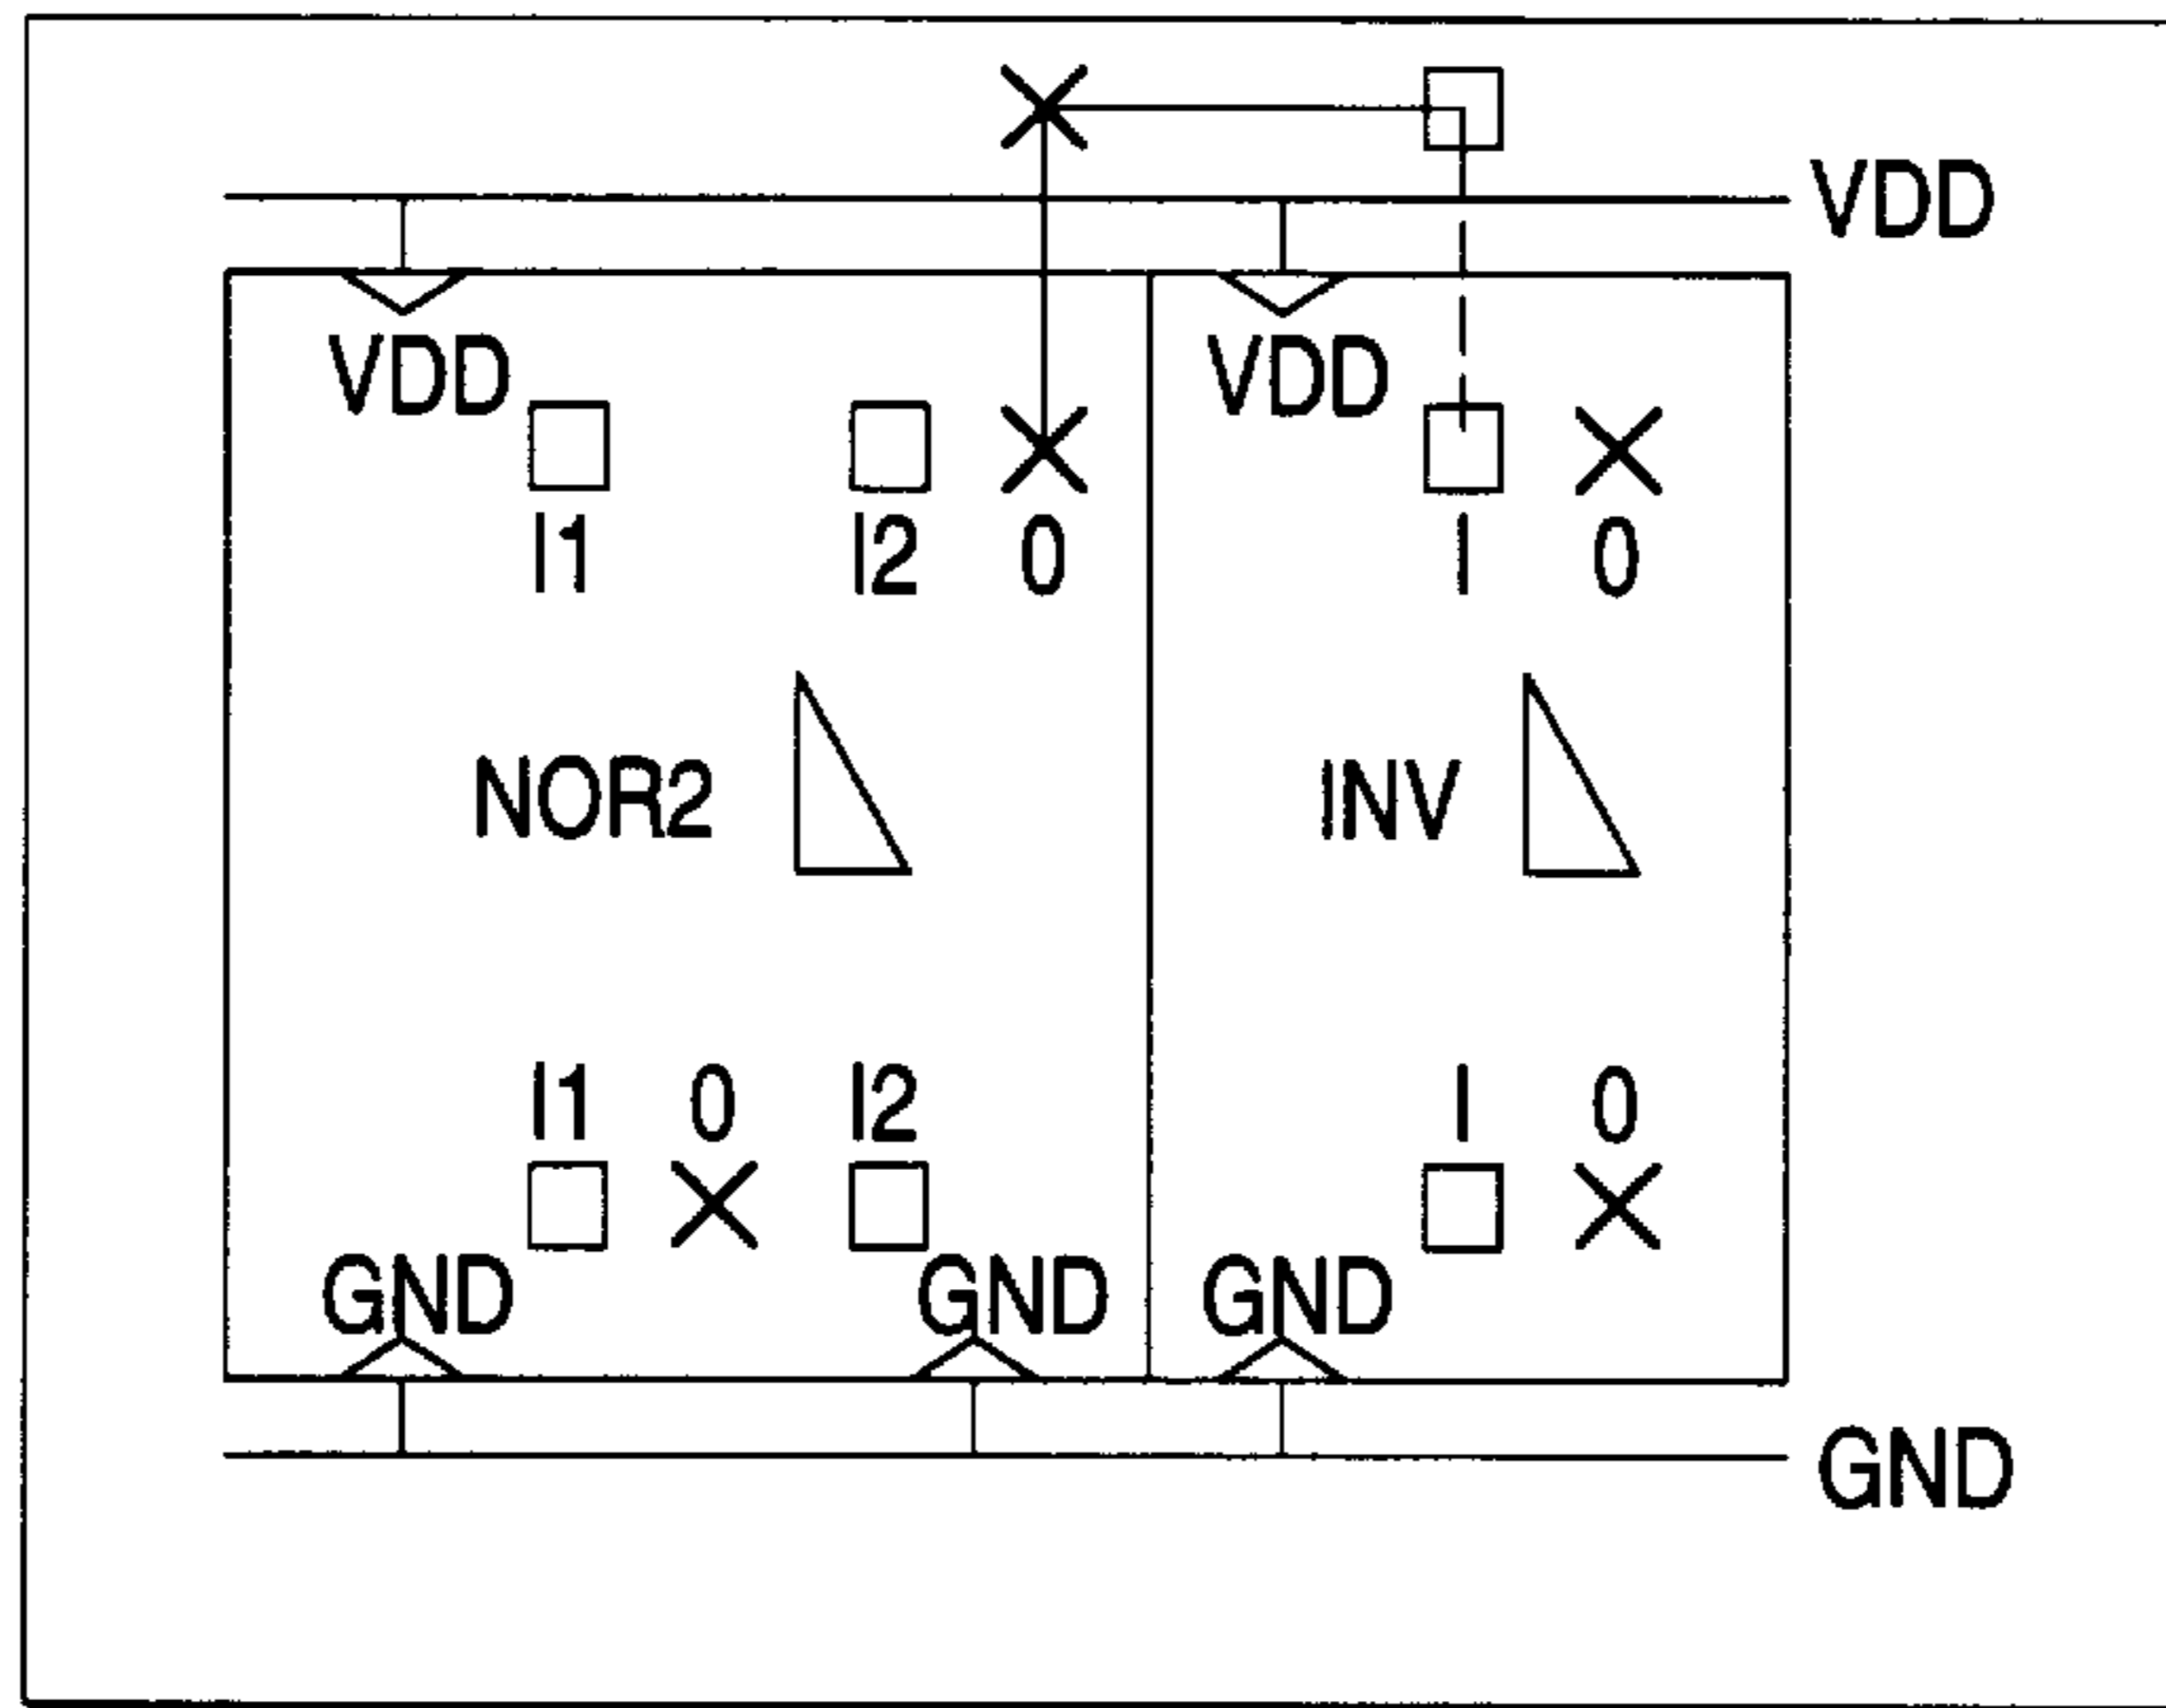 VDD
VDD VDD
I1 I2 0 I 0
NOR2 INV
I1 0 I2 I 0
GND GND GND
GND